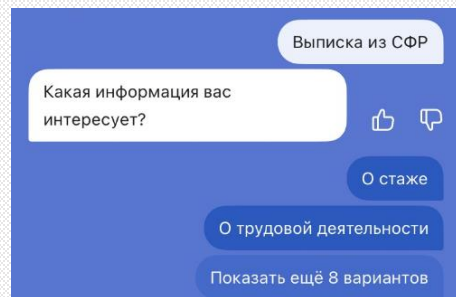 Выписка из СФР
Какая информация вас
интересует?
О стаже
О трудовой деятельности
Показать ещё 8 вариантов